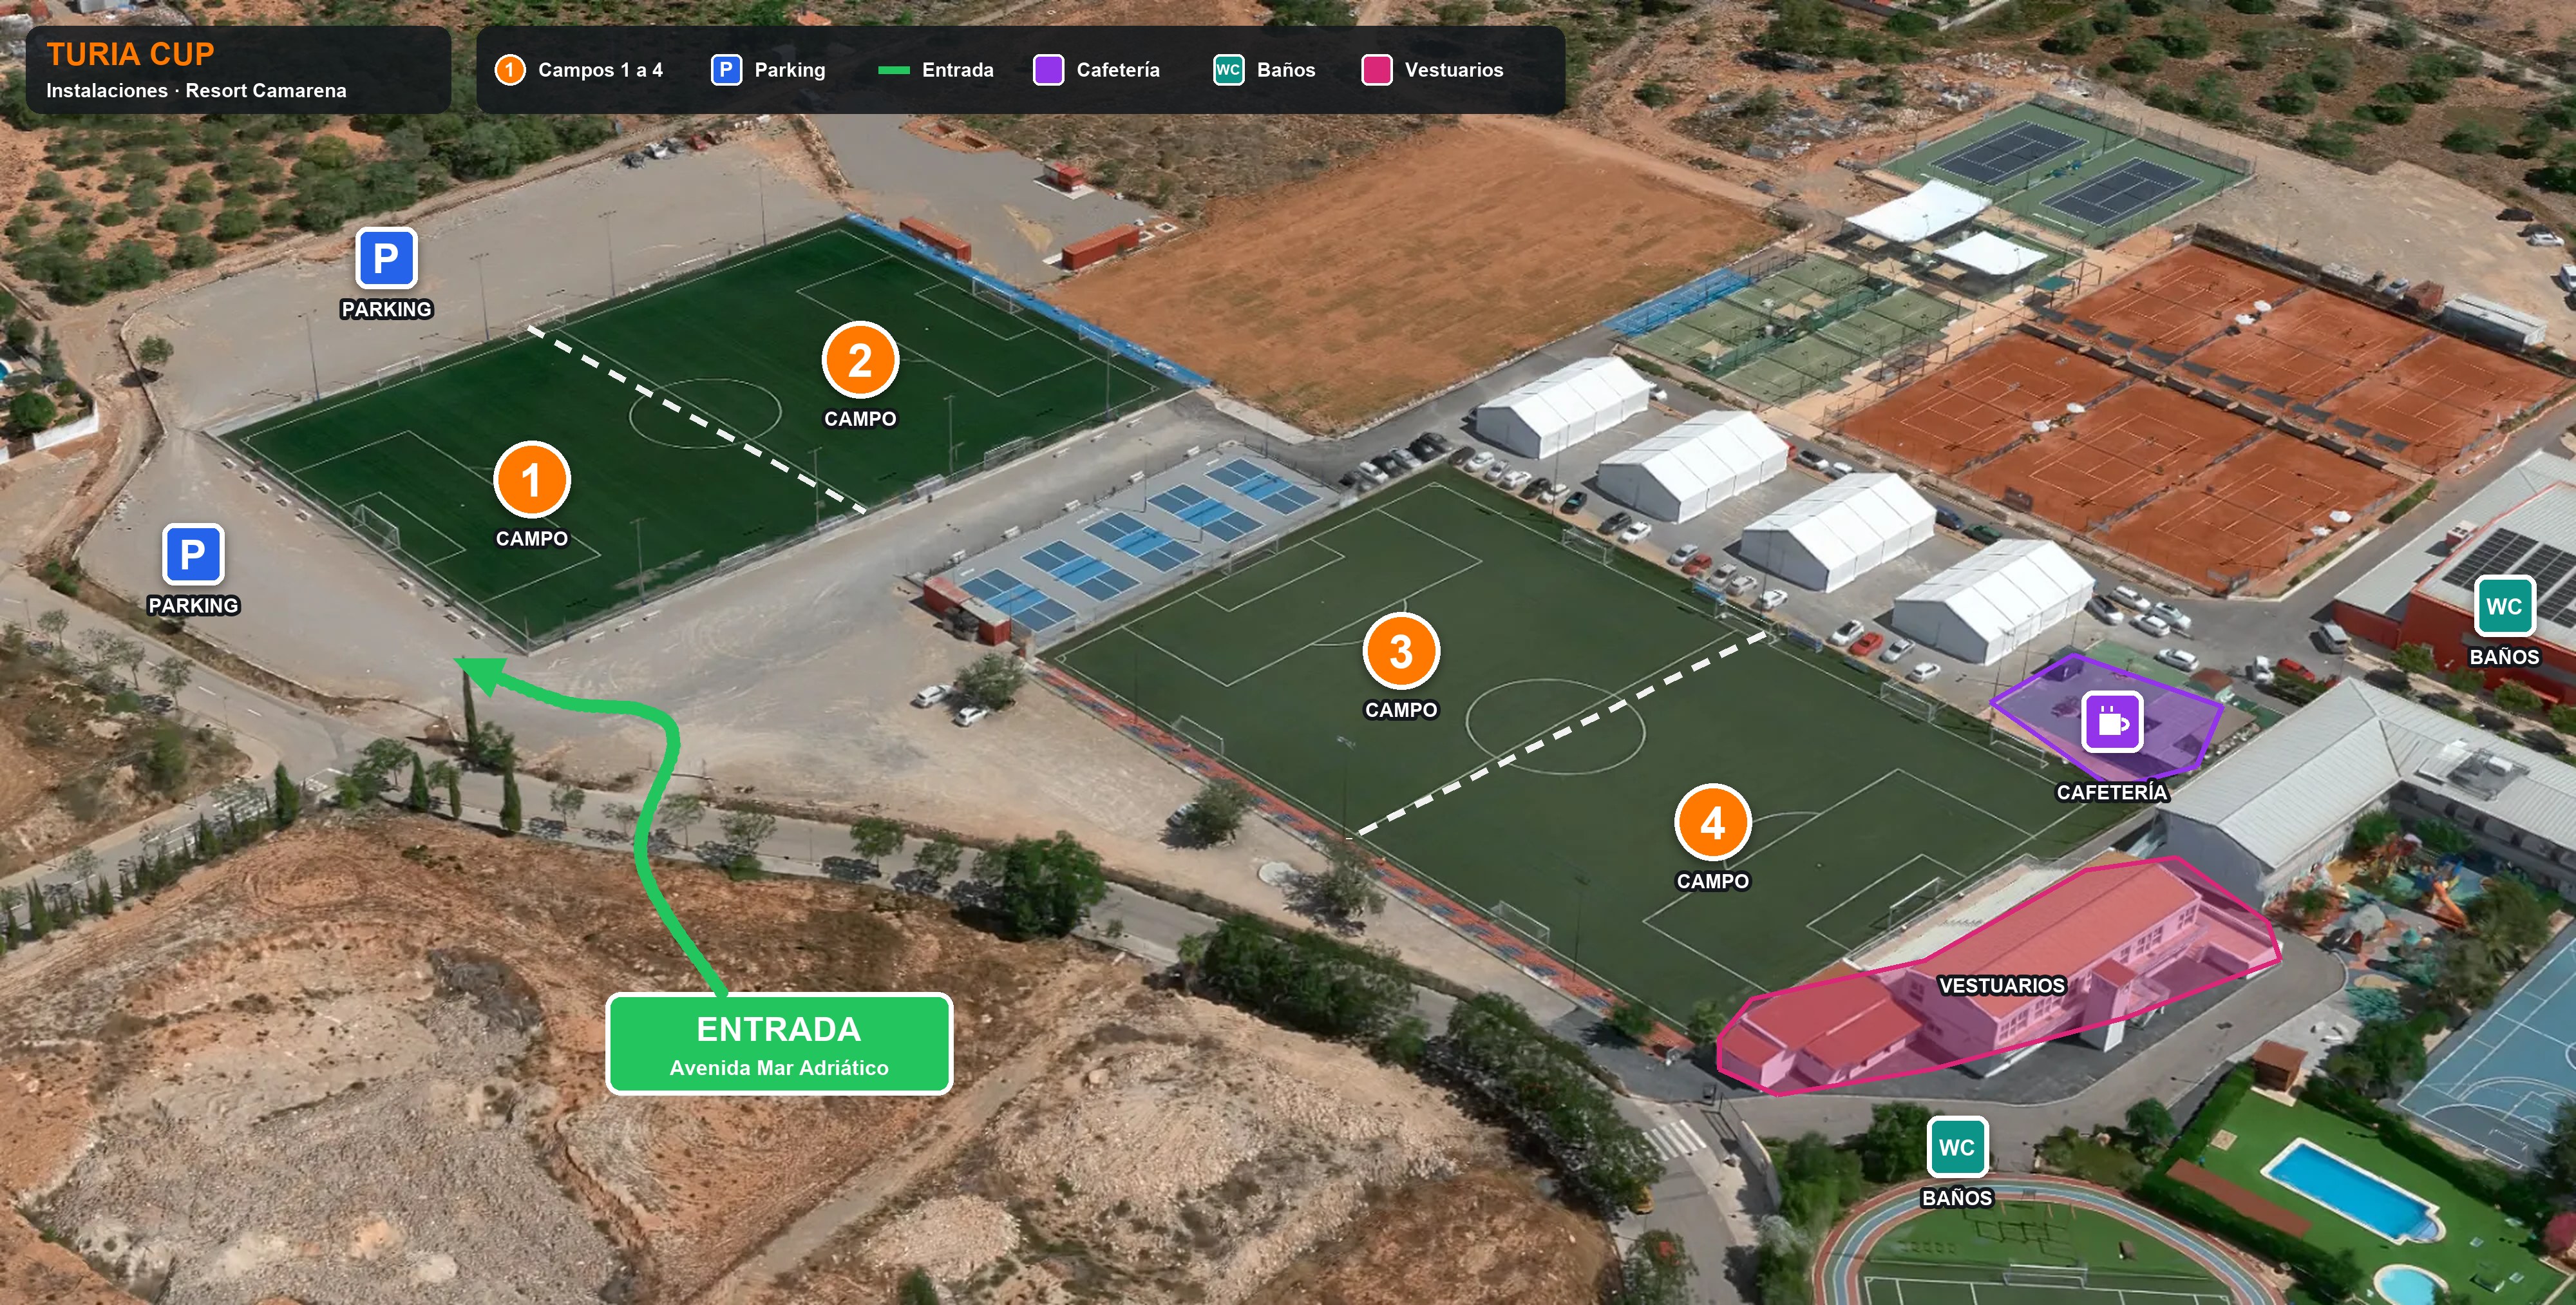 TURIA CUP
Instalaciones · Resort Camarena
1 Campos 1 a 4
P Parking
Entrada
Cafetería
WC Baños
Vestuarios
P
PARKING
2
CAMPO
1
CAMPO
P
PARKING
3
CAMPO
WC
BAÑOS
CAFETERÍA
4
CAMPO
VESTUARIOS
ENTRADA
Avenida Mar Adriático
WC
BAÑOS